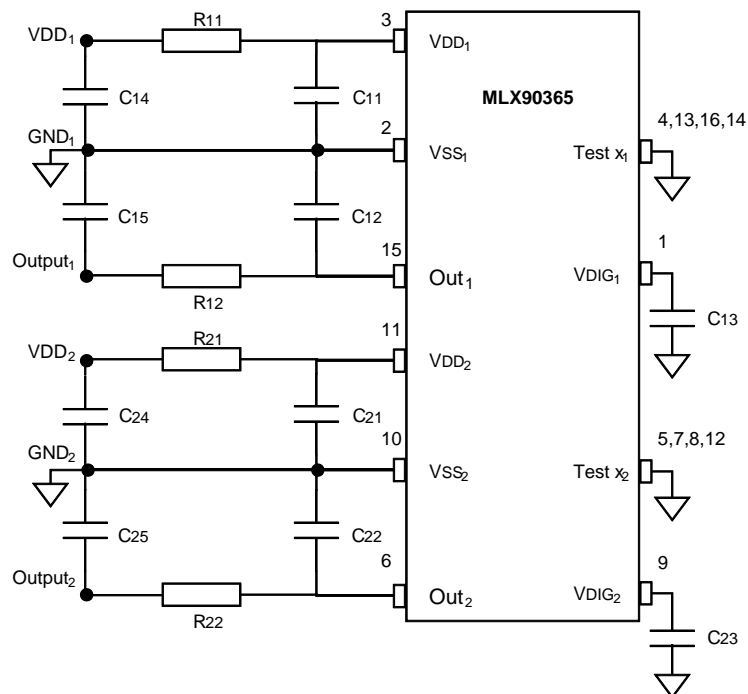 R11
3
VDD1
VDD1
C14
C11
MLX90365
4,13,16,14
2
GND1
VSS1
Test x1
C15
C12
1
15
Output1
Out1
VDIG1
R12
C13
11
R21
VDD2
VDD2
C24
C21
10
5,7,8,12
GND2
VSS2
Test x2
C25
C22
6
9
Output2
Out2
VDIG2
R22
C23